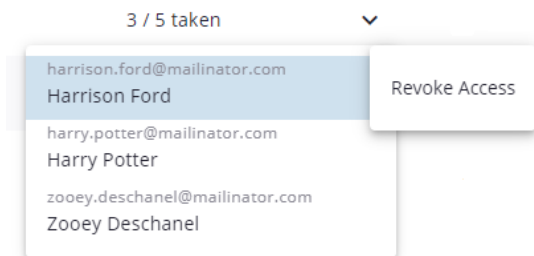 3 / 5 taken
harrison.ford@mailinator.com
Harrison Ford
Revoke Access
harry.potter@mailinator.com
Harry Potter
zooey.deschanel@mailinator.com
Zooey Deschanel